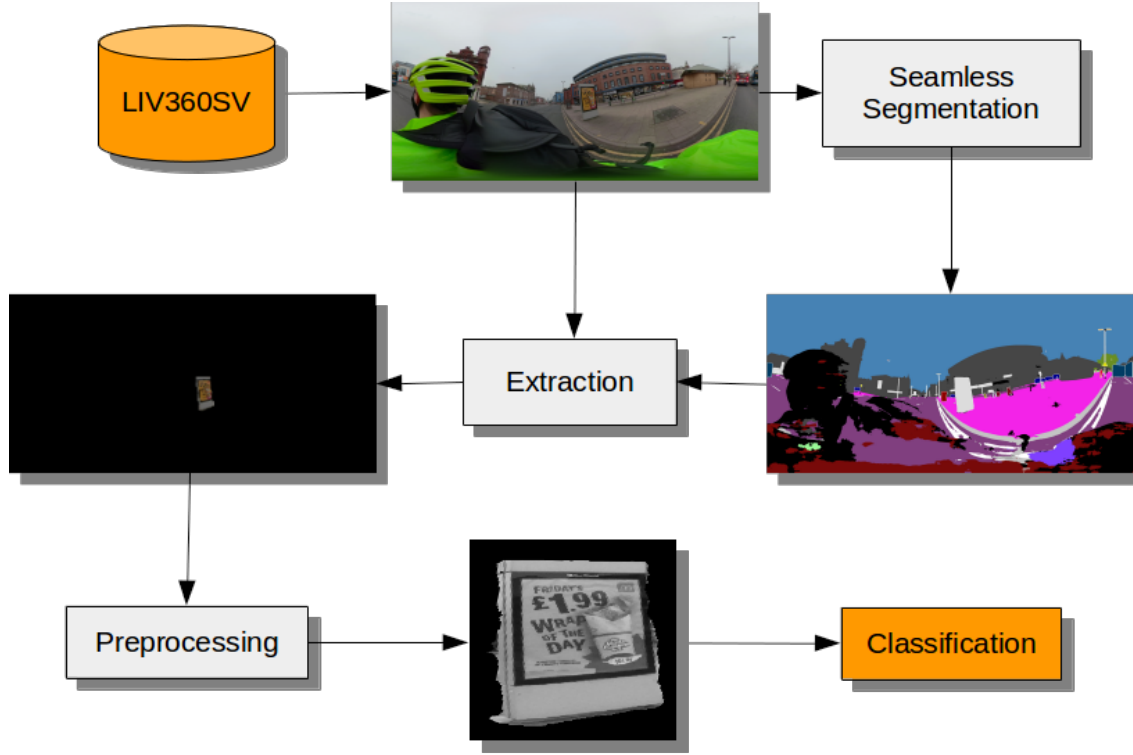 LIV360SV
Seamless
Segmentation
Extraction
Preprocessing
FRIDAY'S
£1.99
WRAP
OF THE
DAY
Classification